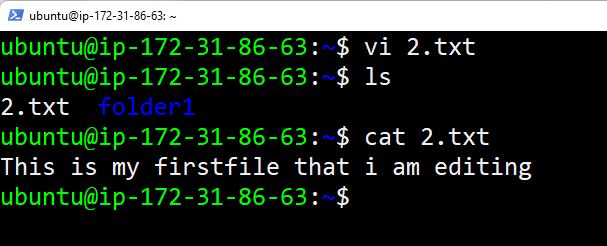 ubuntu@ip-172-31-86-63: ~
ubuntu@ip-172-31-86-63:~$ vi 2.txt
ubuntu@ip-172-31-86-63:~$ ls
2.txt  folder1
ubuntu@ip-172-31-86-63:~$ cat 2.txt
This is my firstfile that i am editing
ubuntu@ip-172-31-86-63:~$